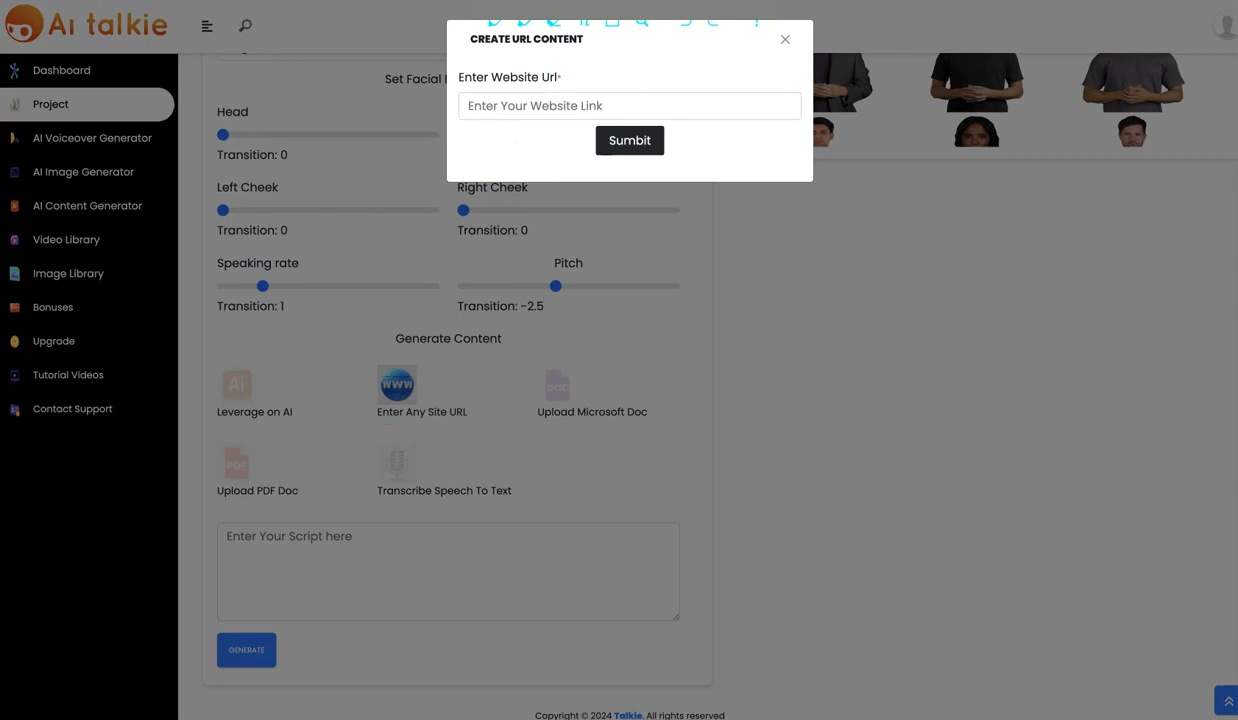 Ai talkie
CREATE URL CONTENT
Enter Website Url*
Enter Your Website Link
Sumbit
Dashboard
Project
AI Voiceover Generator
AI Image Generator
AI Content Generator
Video Library
Image Library
Bonuses
Upgrade
Tutorial Videos
Contact Support
Set Facial
Head
Transition: 0
Left Cheek
Right Cheek
Transition: 0
Transition: 0
Speaking rate
Pitch
Transition: 1
Transition: -2.5
Generate Content
Ai
WWW
DOC
Leverage on AI
Enter Any Site URL
Upload Microsoft Doc
PDF
Upload PDF Doc
Transcribe Speech To Text
Enter Your Script here
GENERATE
Copyright © 2024 Talkie. All rights reserved